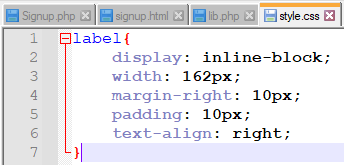 Signup.php signup.html lib.php style.css
1 label{
2 display: inline-block;
3 width: 162px;
4 margin-right: 10px;
5 padding: 10px;
6 text-align: right;
7 }